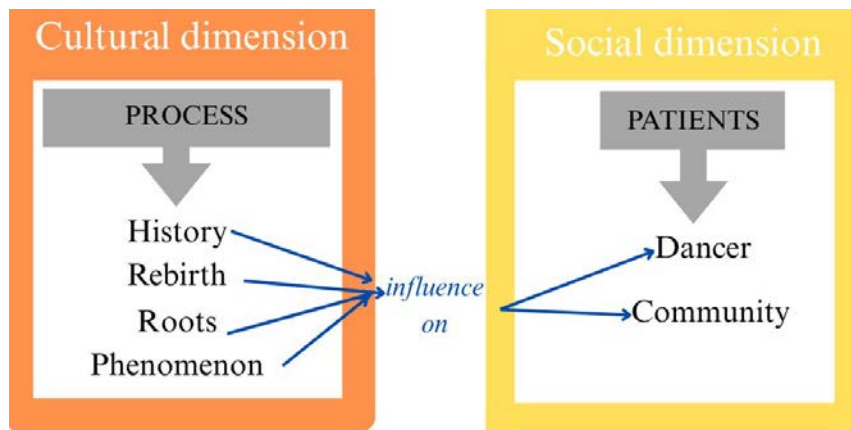 Cultural dimension
PROCESS
History
Rebirth
Roots
Phenomenon
influence
on
Social dimension
PATIENTS
Dancer
Community